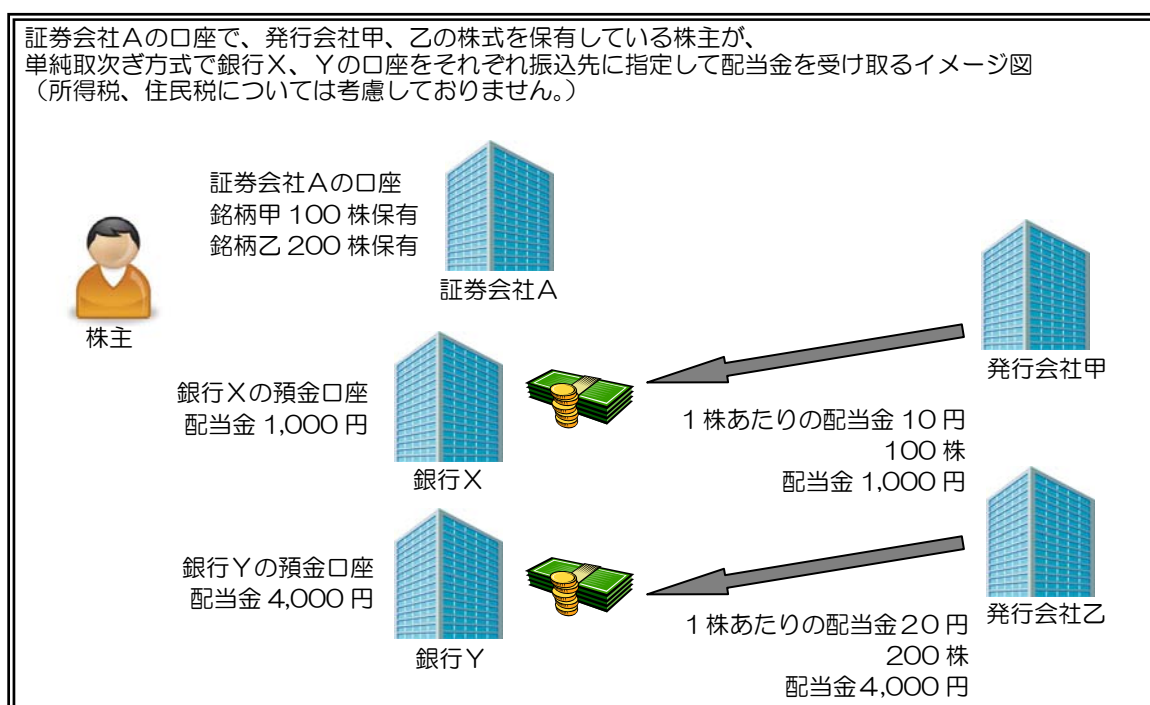 証券会社Aの口座で、発行会社甲、乙の株式を保有している株主が、
単純取次ぎ方式で銀行X、Yの口座をそれぞれ振込先に指定して配当金を受け取るイメージ図
（所得税、住民税については考慮しておりません。）
証券会社Aの口座
銘柄甲 100 株保有
銘柄乙 200 株保有
証券会社A
株主
発行会社甲
銀行Xの預金口座
配当金 1,000 円
銀行X
1株あたりの配当金 10 円
100 株
配当金 1,000 円
銀行Yの預金口座
配当金 4,000 円
銀行Y
発行会社乙
1株あたりの配当金20 円
200 株
配当金4,000 円